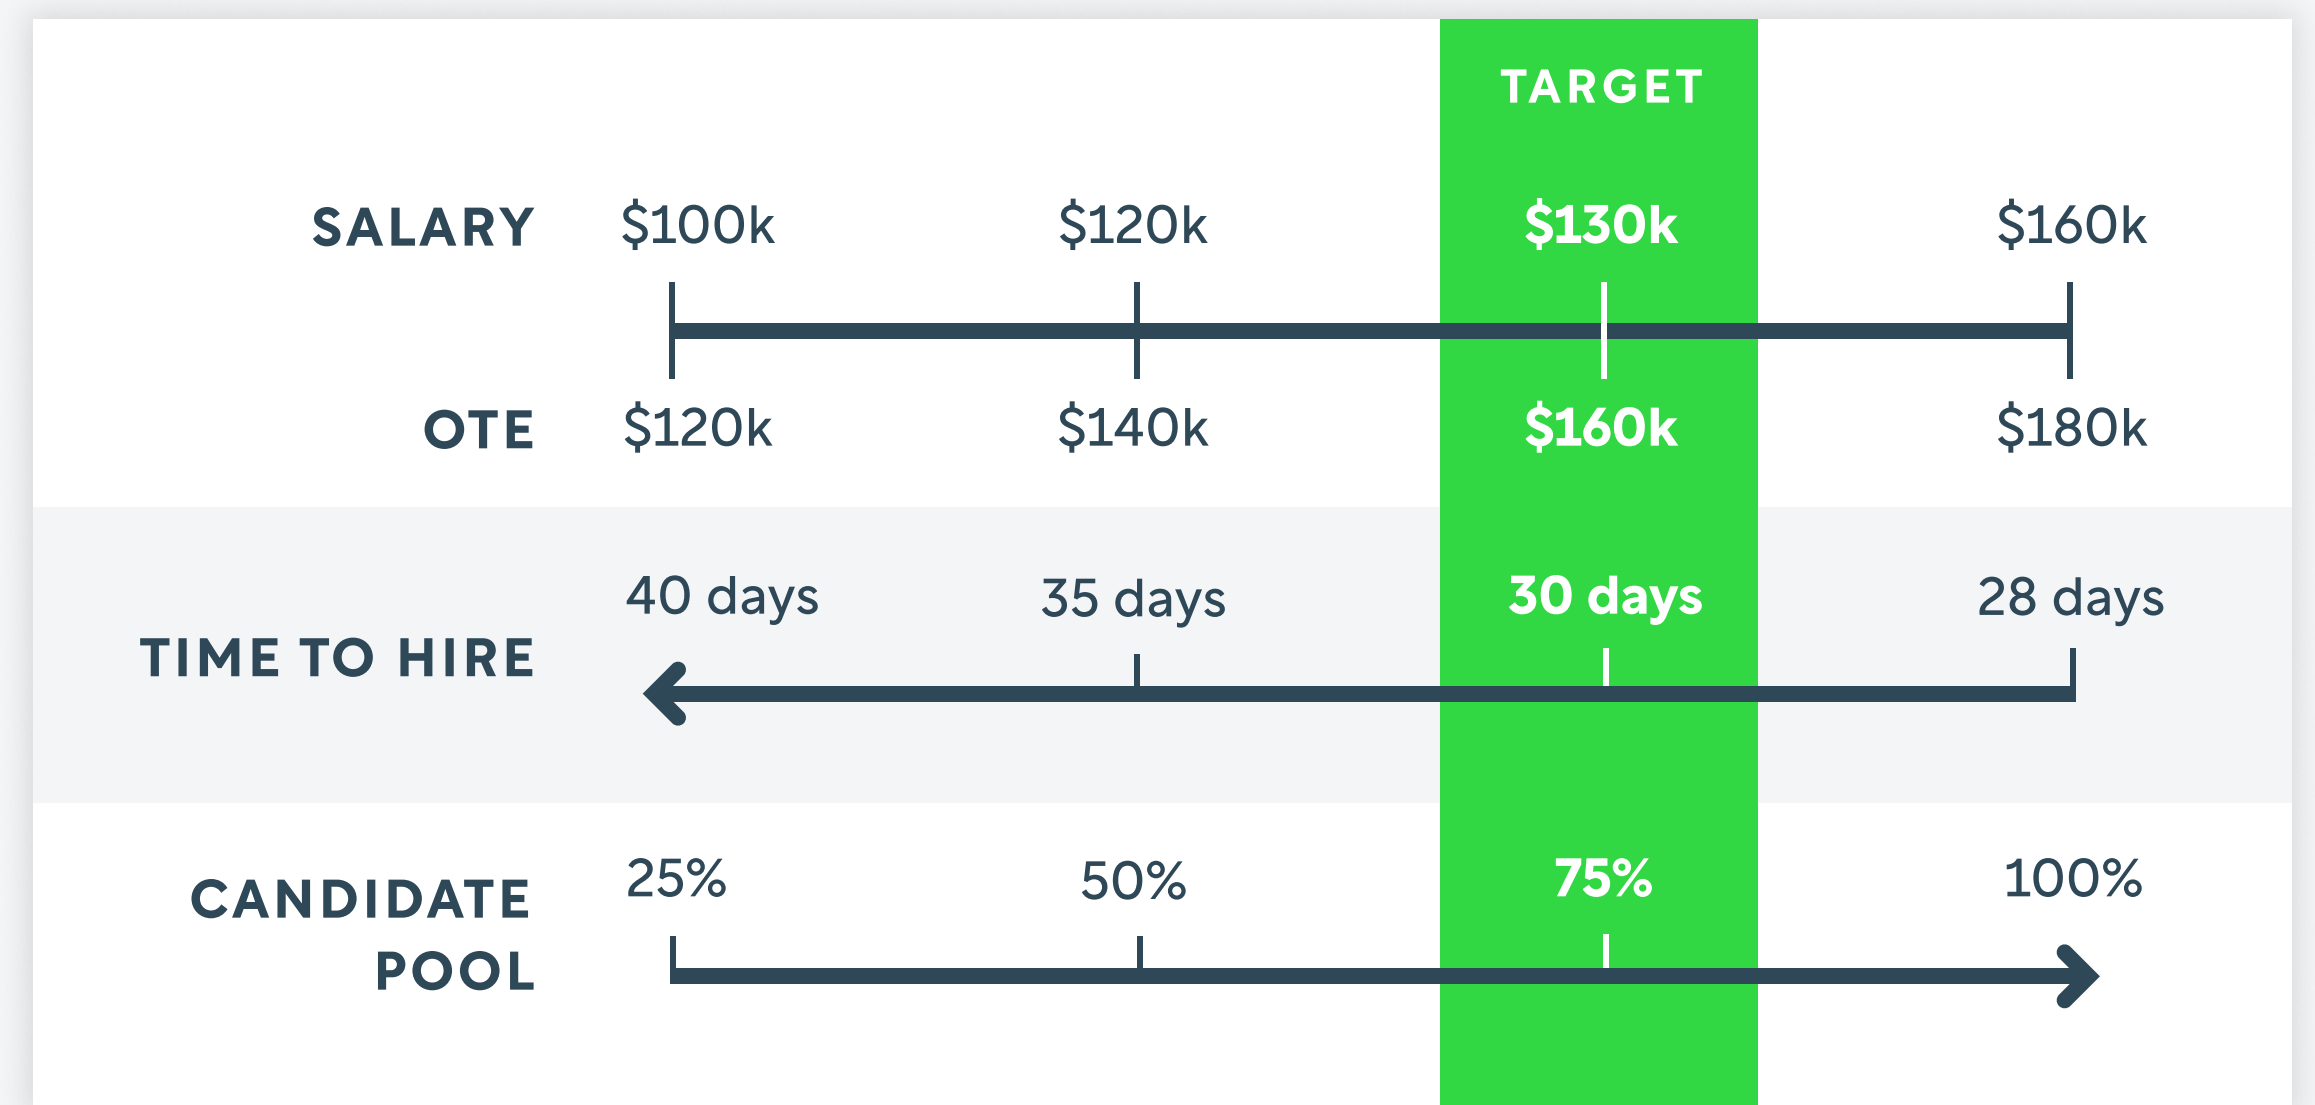 TARGET
SALARY $100k $120k $130k $160k
OTE $120k $140k $160k $180k
40 days 35 days 30 days 28 days
TIME TO HIRE
25% 50% 75% 100%
CANDIDATE
POOL